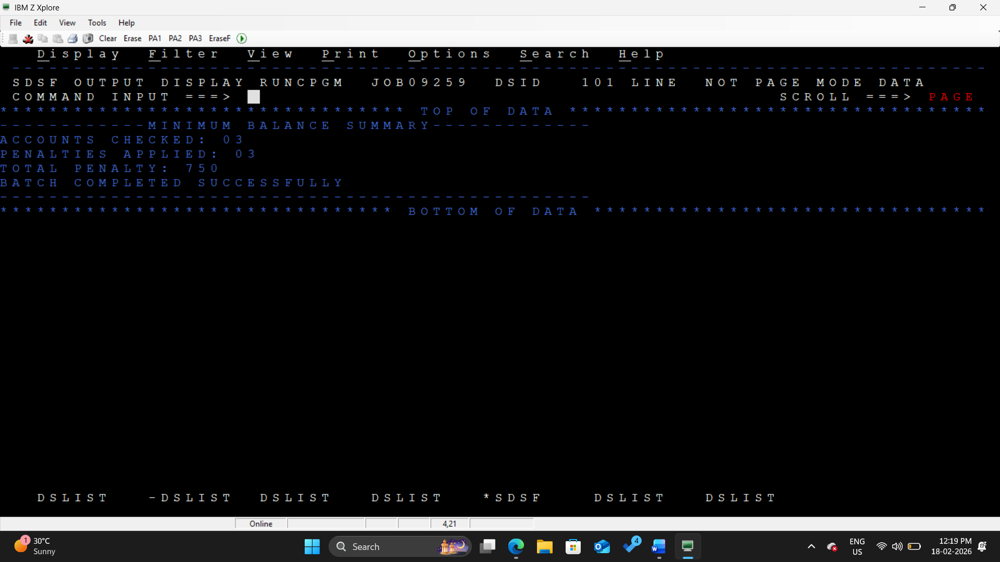 IBM Z Xplore
File Edit View Tools Help
Clear Erase PA1 PA2 PA3 EraseF
Display Filter View Print Options Search Help
-------------------------------------------------------------------------------
SDSF OUTPUT DISPLAY RUNCPGM JOB09259 DSID 101 LINE NOT PAGE MODE DATA
COMMAND INPUT ===> SCROLL ===> PAGE
********************************* TOP OF DATA **********************************
------------MINIMUM BALANCE SUMMARY-------------
ACCOUNTS CHECKED: 03
PENALTIES APPLIED: 03
TOTAL PENALTY: 750
BATCH COMPLETED SUCCESSFULLY
------------------------------------------------
******************************** BOTTOM OF DATA ********************************
DSLIST -DSLIST DSLIST DSLIST *SDSF DSLIST DSLIST
Online 4,21
1 30°C
Sunny
Search
4
ENG
US
12:19 PM
18-02-2026